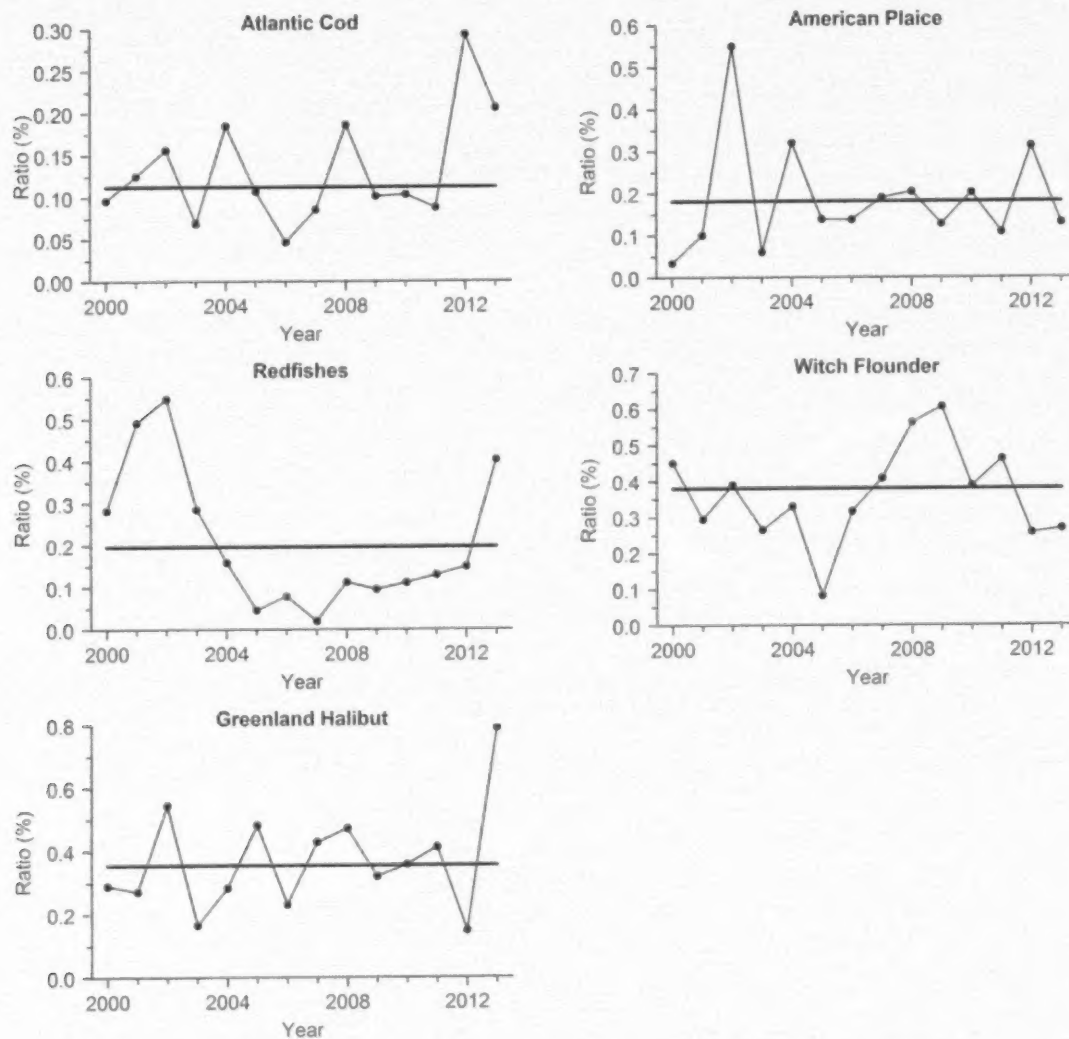 Atlantic Cod
Ratio (%)
0.30
0.25
0.20
0.15
0.10
0.05
0.00
2000 2004 2008 2012
Year
American Plaice
Ratio (%)
0.6
0.5
0.4
0.3
0.2
0.1
0.0
2000 2004 2008 2012
Year
Redfishes
Ratio (%)
0.6
0.5
0.4
0.3
0.2
0.1
0.0
2000 2004 2008 2012
Year
Witch Flounder
Ratio (%)
0.7
0.6
0.5
0.4
0.3
0.2
0.1
0.0
2000 2004 2008 2012
Year
Greenland Halibut
Ratio (%)
0.8
0.6
0.4
0.2
0.0
2000 2004 2008 2012
Year